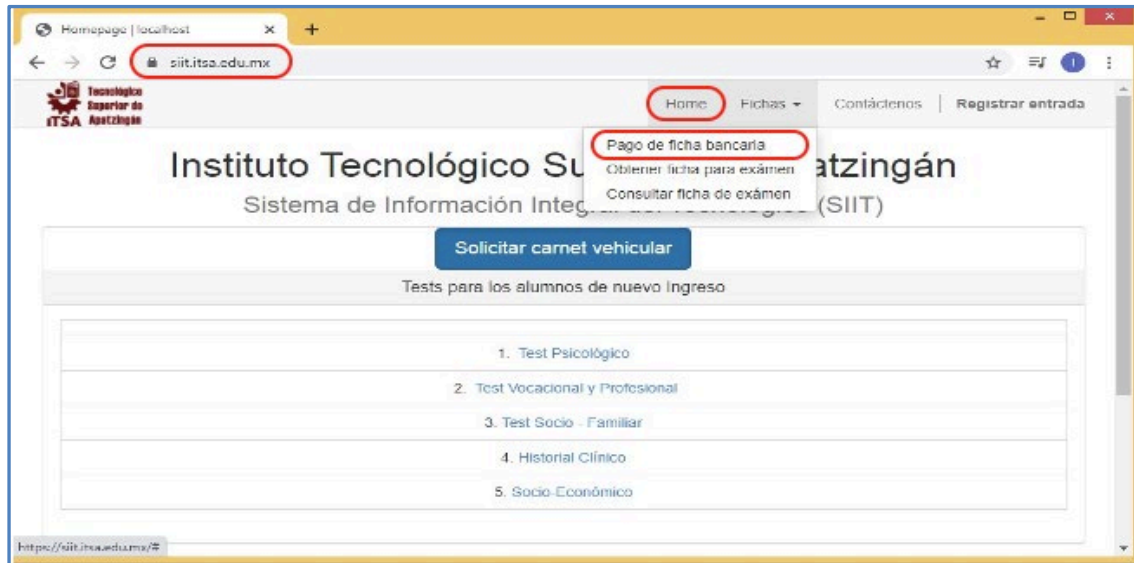 Homepage | localhost
siit.itsa.edu.mx
Tecnológico
Superior de
iTSA Apatzingán
Home Fichas Contáctenos | Registrar entrada
Pago de ficha bancaria
Obtener ficha para exámen
Consultar ficha de exámen
Instituto Tecnológico Su atzingán
Sistema de Información Integ (SIIT)
Solicitar carnet vehicular
Tests para los alumnos de nuevo ingreso
1. Test Psicológico
2. Test Vocacional y Profesional
3. Test Socio - Familiar
4. Historial Clínico
5. Socio-Económico
https://siit.itsa.edu.mx/#